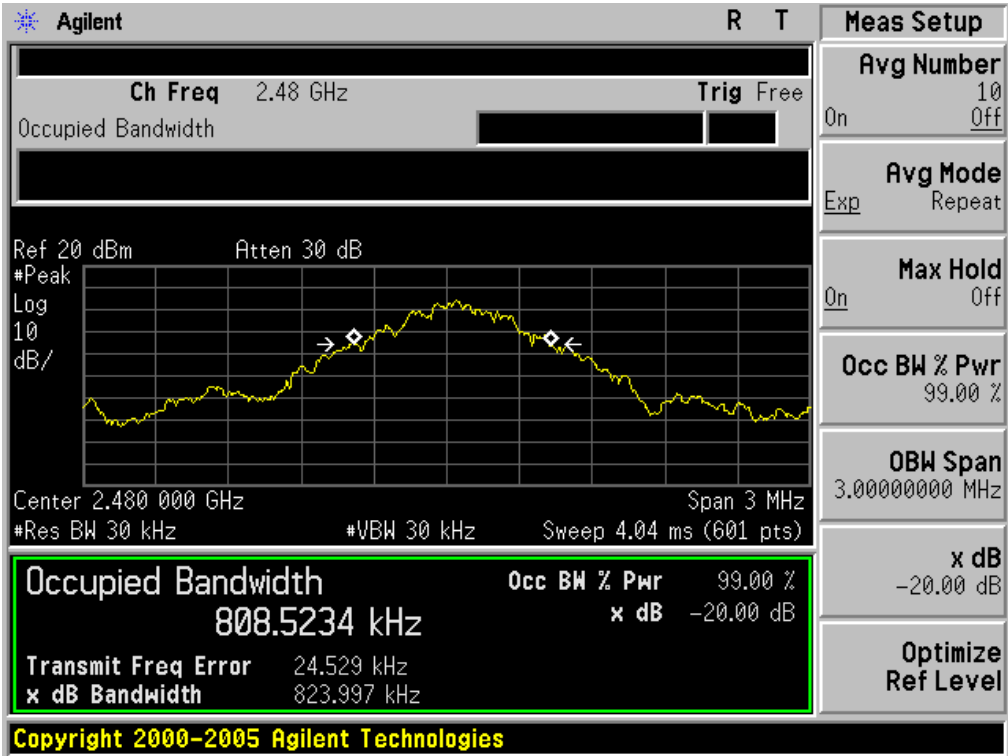 Agilent R T
Ch Freq 2.48 GHz Trig Free
Occupied Bandwidth
Ref 20 dBm Atten 30 dB
#Peak
Log
10
dB/
Center 2.480 000 GHz Span 3 MHz
#Res BW 30 kHz #VBW 30 kHz Sweep 4.04 ms (601 pts)
Occupied Bandwidth Occ BW % Pwr 99.00 %
808.5234 kHz x dB -20.00 dB
Transmit Freq Error 24.529 kHz
x dB Bandwidth 823.997 kHz
Copyright 2000-2005 Agilent Technologies
Meas Setup
Avg Number
10
On Off
Avg Mode
Exp Repeat
Max Hold
On Off
Occ BW % Pwr
99.00 %
OBW Span
3.00000000 MHz
x dB
-20.00 dB
Optimize
Ref Level